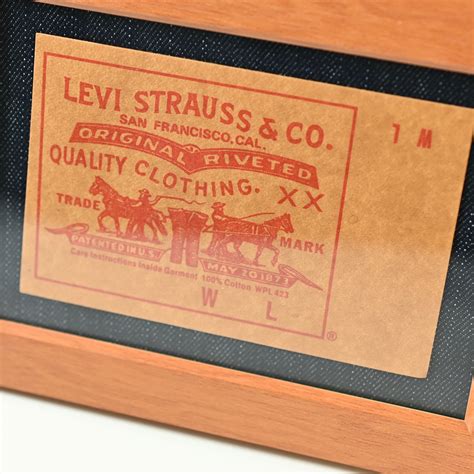 LEVI STRAUSS & CO.
SAN FRANCISCO, CAL.
ORIGINAL RIVETED
QUALITY CLOTHING. XX
TRADE MARK
PATENTED IN U.S. MAY 20 1873
Care Instructions Inside Garment 100% Cotton WPL 423
W L
®
1 M